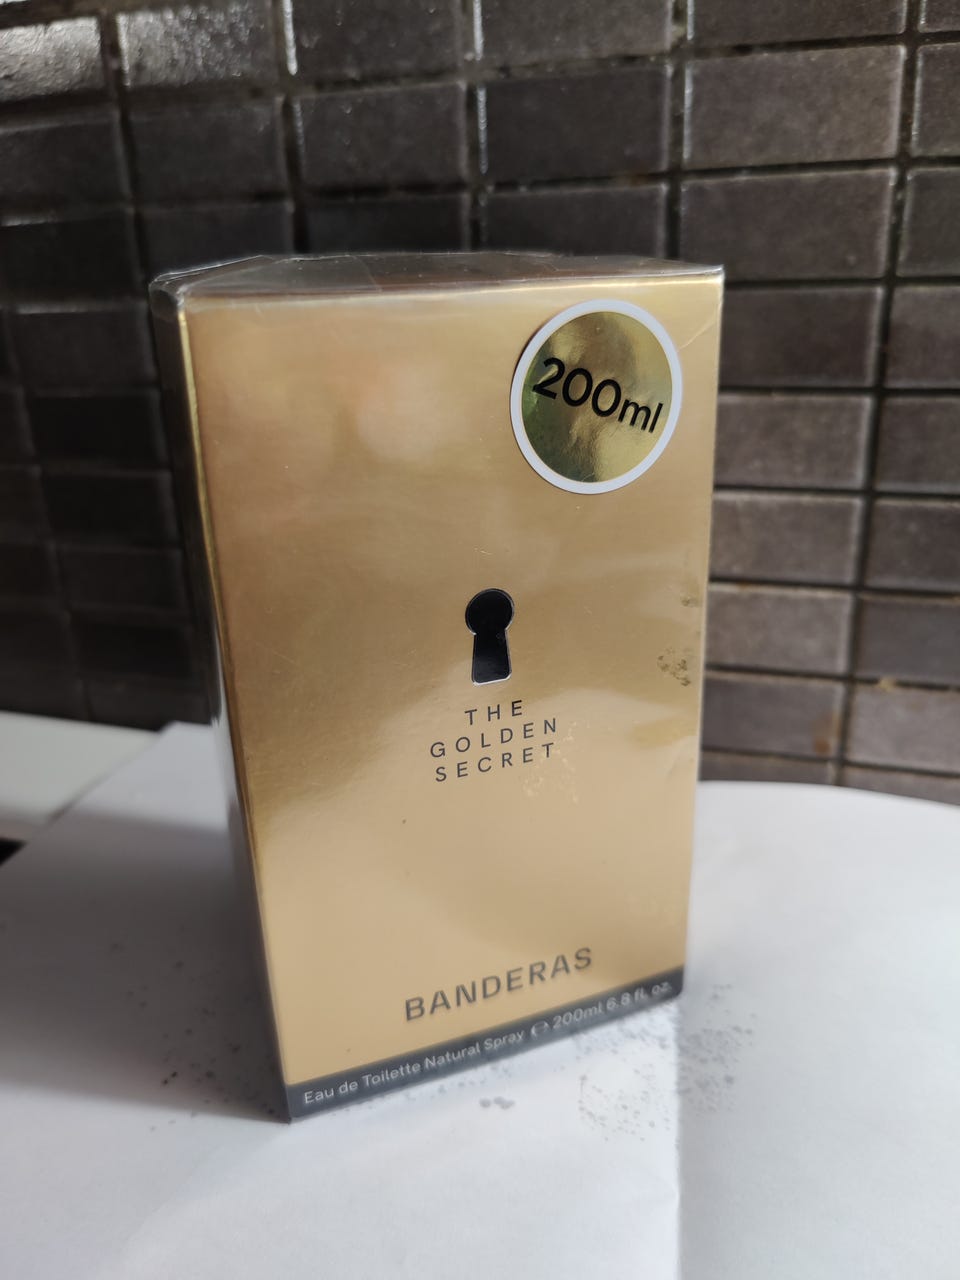 200ml
THE
GOLDEN
SECRET
BANDERAS
Eau de Toilette Natural Spray ℮ 200ml 6.8 fl. oz.